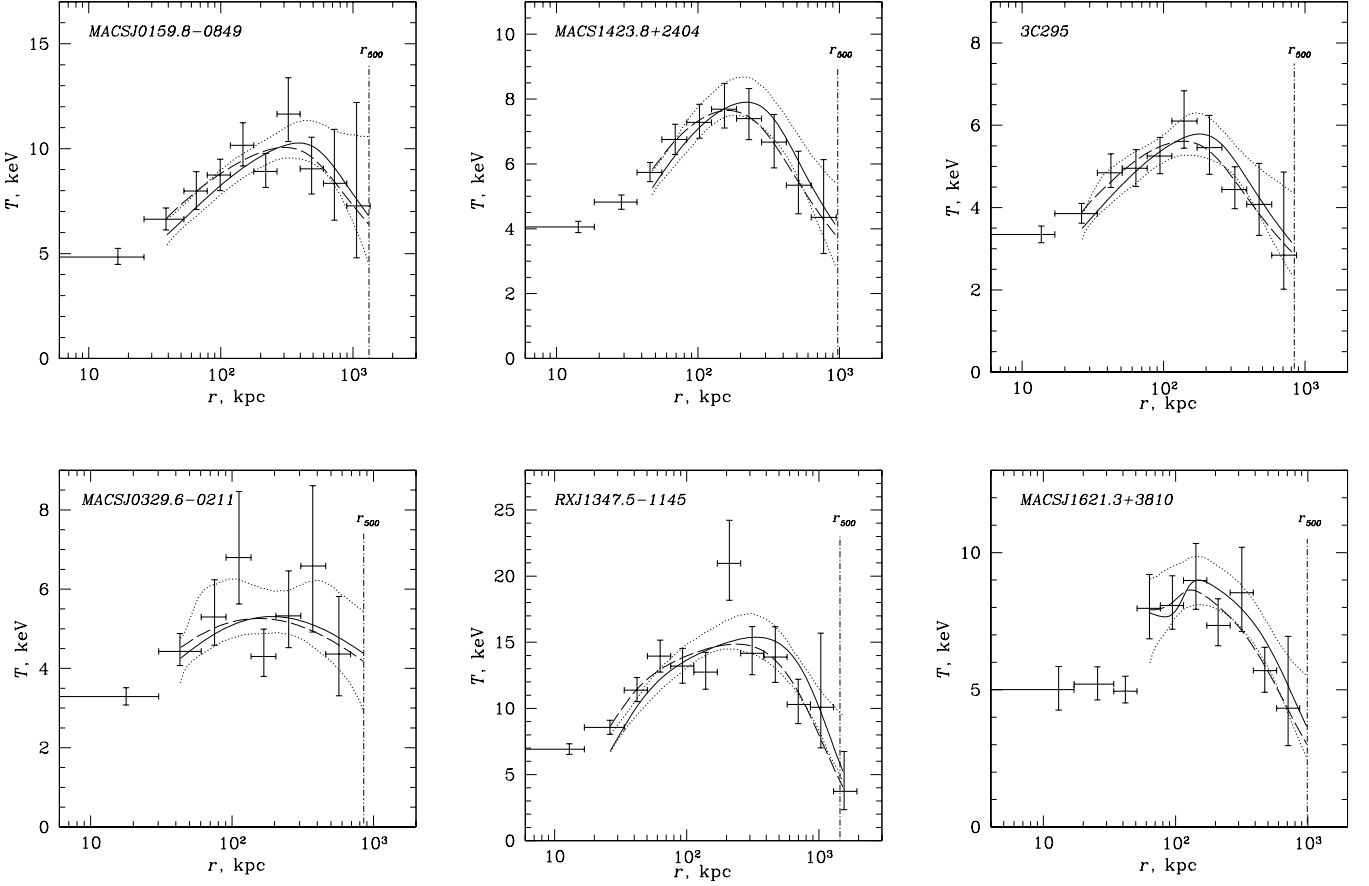 MACSJ0159.8−0849
r500
15
10
5
0
T, keV
10
10²
10³
r, kpc
MACS1423.8+2404
r500
10
8
6
4
2
0
T, keV
10
10²
10³
r, kpc
3C295
r500
8
6
4
2
0
T, keV
10
10²
10³
r, kpc
MACSJ0329.6−0211
r500
8
6
4
2
0
T, keV
10
10²
10³
r, kpc
RXJ1347.5−1145
r500
25
20
15
10
5
0
T, keV
10
10²
10³
r, kpc
MACSJ1621.3+3810
r500
10
5
0
T, keV
10
10²
10³
r, kpc